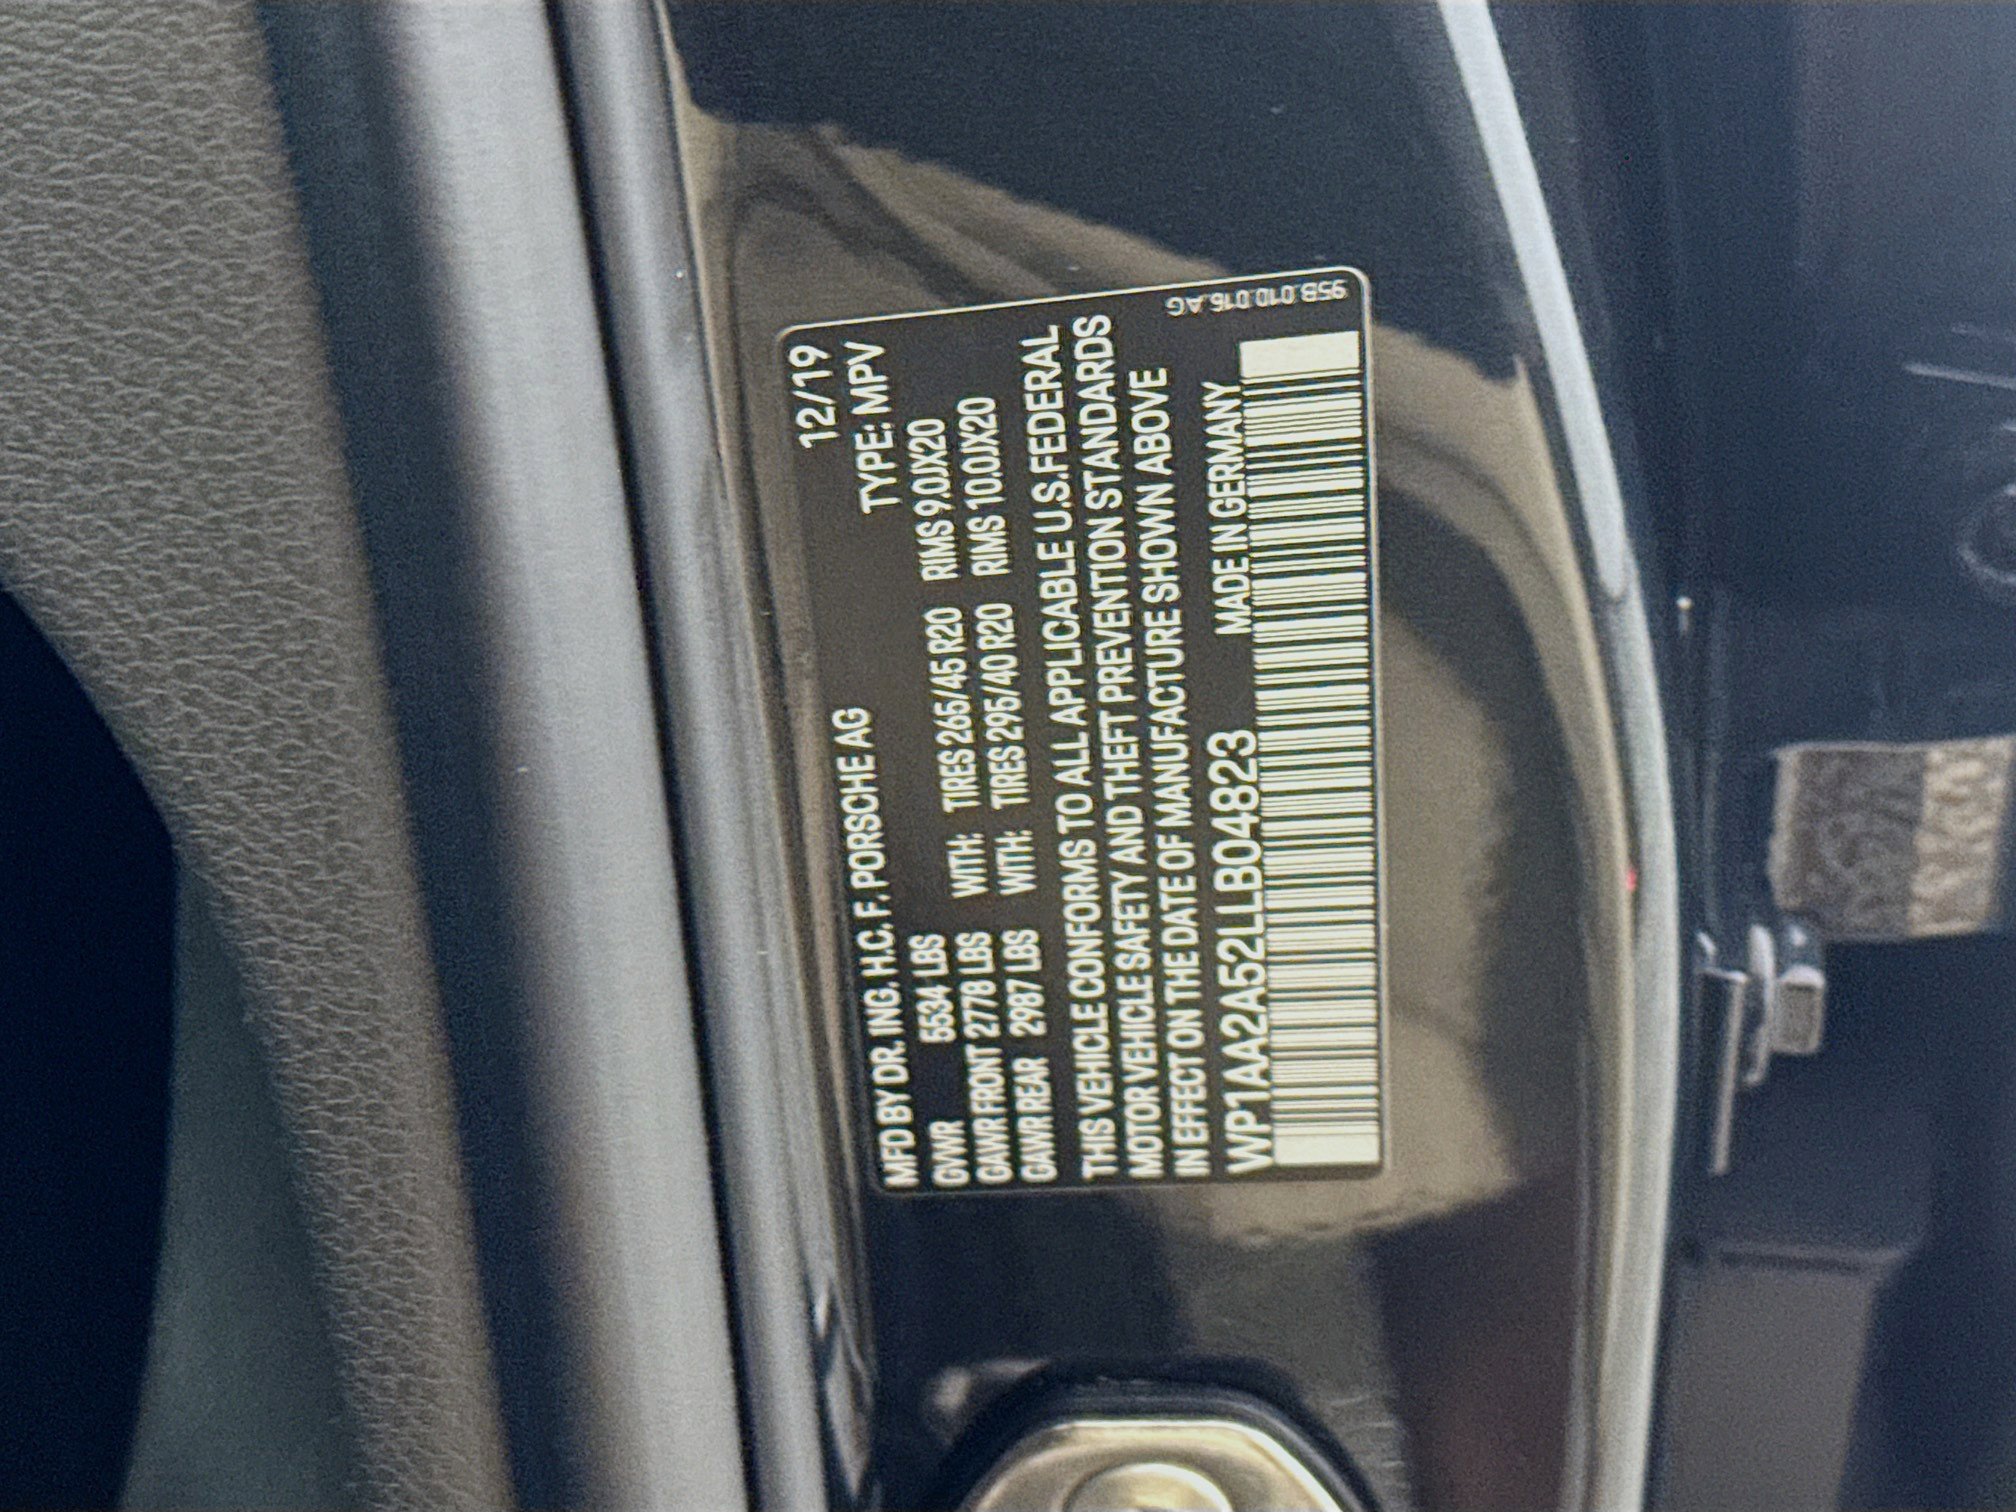 MFD BY DR. ING. H.C. F. PORSCHE AG 12/19
GVWR 5534 LBS TYPE: MPV
GAWR FRONT 2778 LBS WITH: TIRES 265/45 R20 RIMS 9.0JX20
GAWR REAR 2987 LBS WITH: TIRES 295/40 R20 RIMS 10.0JX20
THIS VEHICLE CONFORMS TO ALL APPLICABLE U.S.FEDERAL
MOTOR VEHICLE SAFETY AND THEFT PREVENTION STANDARDS
IN EFFECT ON THE DATE OF MANUFACTURE SHOWN ABOVE
WP1AA2A52LLB04823 MADE IN GERMANY
95B.010.016.AG